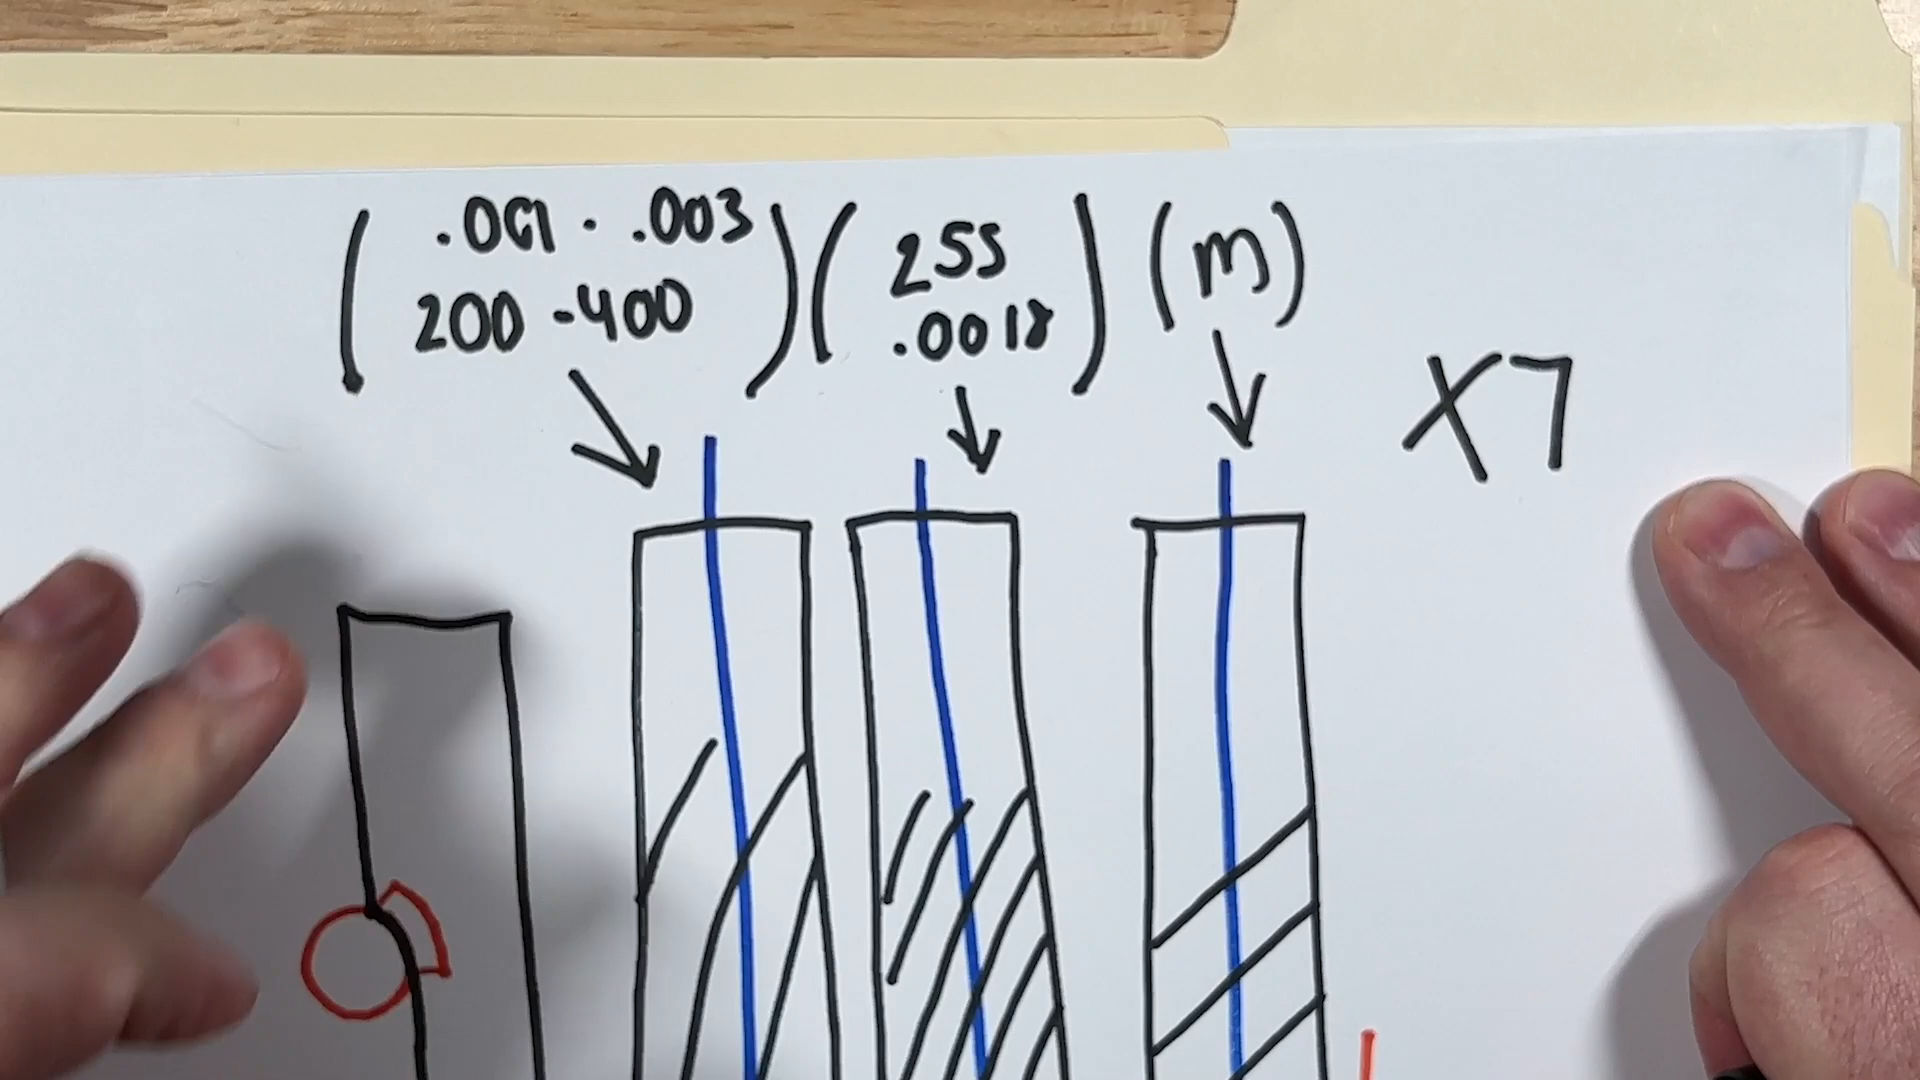 ( .001 - .003 ) ( 255 ) (m)
200 - 400 .0018
X7